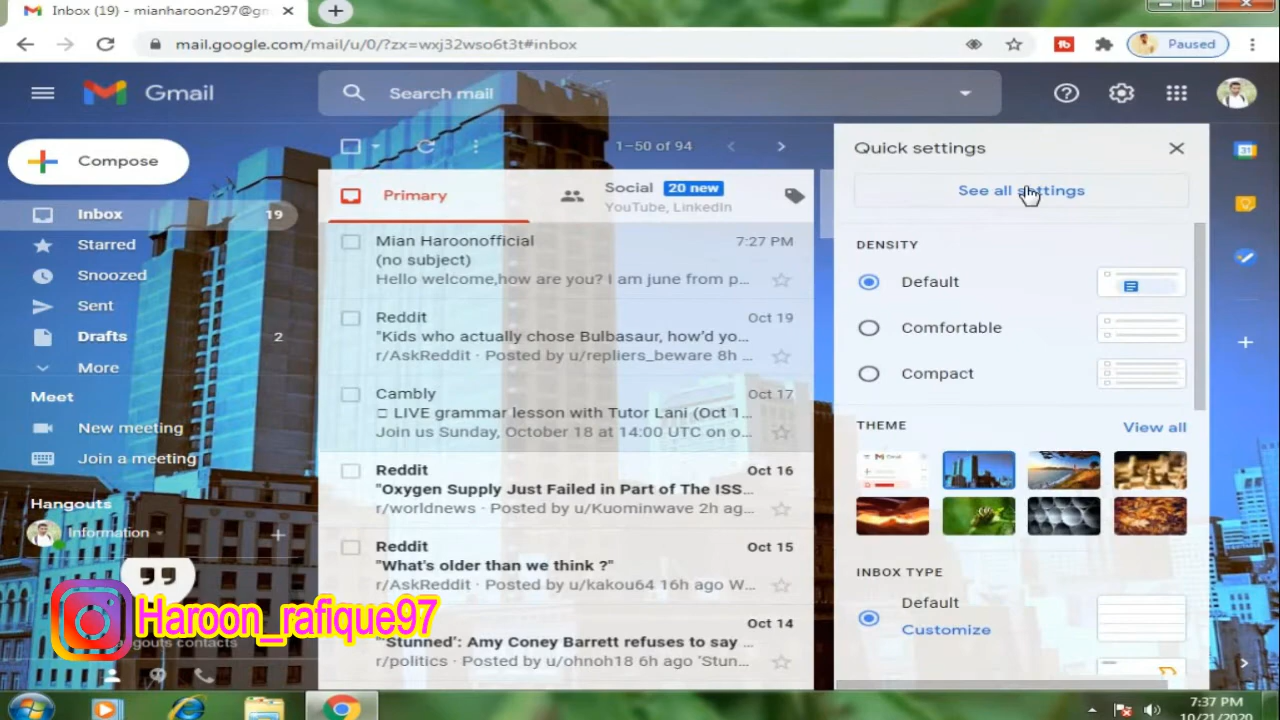 Inbox (19) - mianharoon297@gm
Paused
mail.google.com/mail/u/0/?zx=wxj32wso6t3t#inbox
Gmail
Search mail
Compose
1–50 of 94
Inbox 19
Starred
Snoozed
Sent
Drafts 2
More
Meet
New meeting
Join a meeting
Hangouts
Information
Primary
Social 20 new
YouTube, LinkedIn
Mian Haroonofficial 7:27 PM
(no subject)
Hello welcome,how are you? I am june from p...
Reddit Oct 19
"Kids who actually chose Bulbasaur, how'd yo...
r/AskReddit · Posted by u/repliers_beware 8h ...
Cambly Oct 17
□ LIVE grammar lesson with Tutor Lani (Oct 1...
Join us Sunday, October 18 at 14:00 UTC on o...
Reddit Oct 16
"Oxygen Supply Just Failed in Part of The ISS...
r/worldnews · Posted by u/Kuominwave 2h ag...
Reddit Oct 15
"What's older than we think ?"
r/AskReddit · Posted by u/kakou64 16h ago W...
Oct 14
"'Stunned': Amy Coney Barrett refuses to say ...
r/politics · Posted by u/ohnoh18 6h ago 'Stun...
Quick settings
See all settings
DENSITY
Default
Comfortable
Compact
THEME View all
INBOX TYPE
Default
Customize
Haroon_rafique97
angouts contacts
7:37 PM
10/21/2020